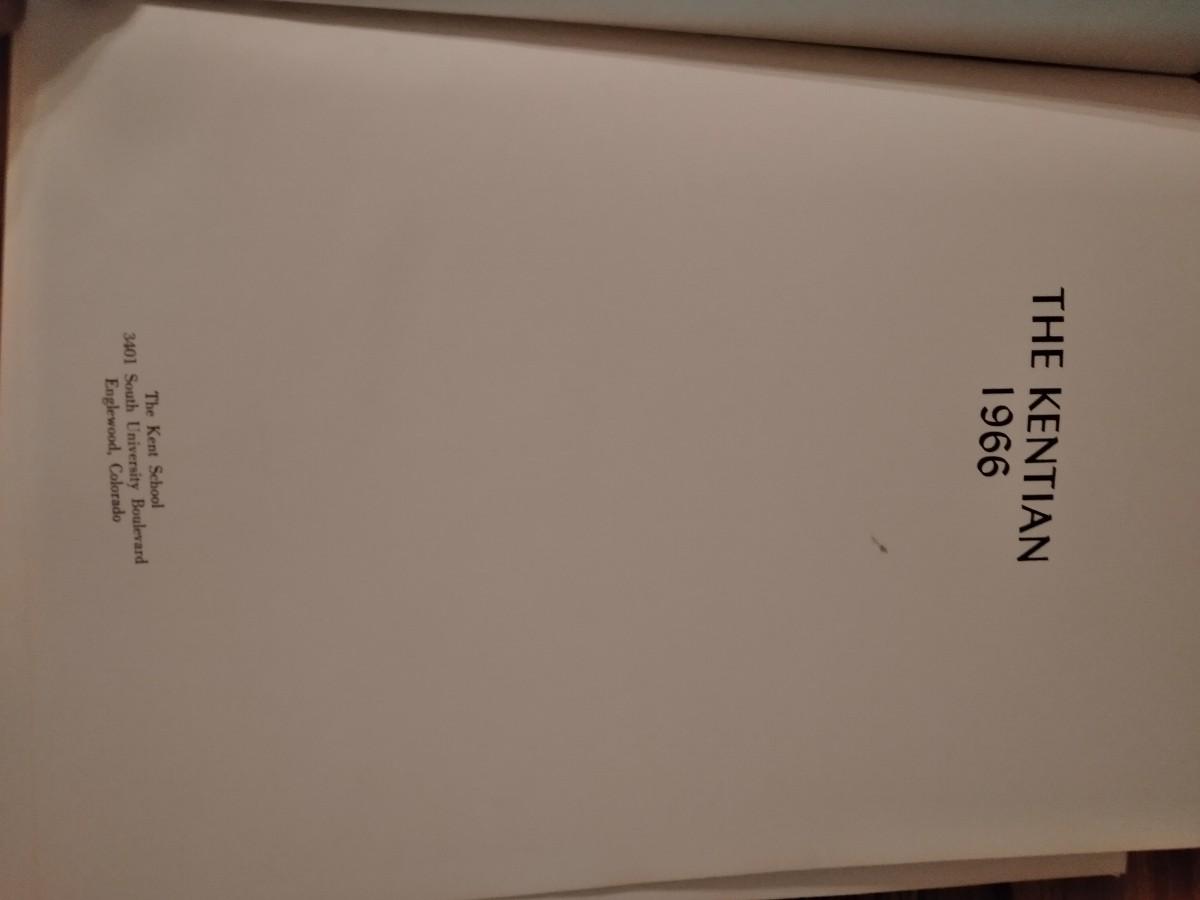 THE KENTIAN
1966
The Kent School
3401 South University Boulevard
Englewood, Colorado